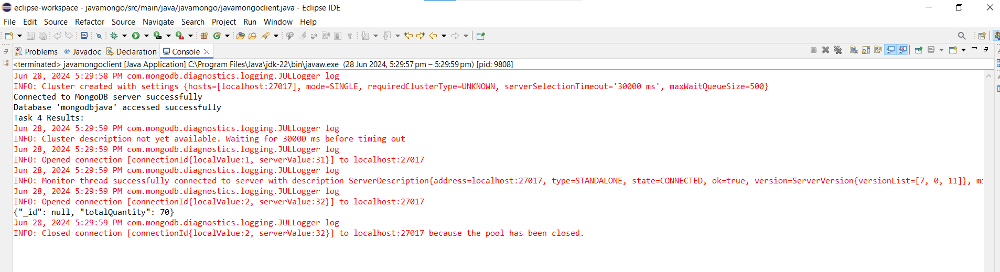 eclipse-workspace - javamongo/src/main/java/javamongo/javamongoclient.java - Eclipse IDE
File Edit Source Refactor Source Navigate Search Project Run Window Help
Problems @ Javadoc Declaration Console
<terminated> javamongoclient [Java Application] C:\Program Files\Java\jdk-22\bin\javaw.exe (28 Jun 2024, 5:29:57 pm – 5:29:59 pm) [pid: 9808]
Jun 28, 2024 5:29:58 PM com.mongodb.diagnostics.logging.JULLogger log
INFO: Cluster created with settings {hosts=[localhost:27017], mode=SINGLE, requiredClusterType=UNKNOWN, serverSelectionTimeout='30000 ms', maxWaitQueueSize=500}
Connected to MongoDB server successfully
Database 'mongodbjava' accessed successfully
Task 4 Results:
Jun 28, 2024 5:29:59 PM com.mongodb.diagnostics.logging.JULLogger log
INFO: Cluster description not yet available. Waiting for 30000 ms before timing out
Jun 28, 2024 5:29:59 PM com.mongodb.diagnostics.logging.JULLogger log
INFO: Opened connection [connectionId{localValue:1, serverValue:31}] to localhost:27017
Jun 28, 2024 5:29:59 PM com.mongodb.diagnostics.logging.JULLogger log
INFO: Monitor thread successfully connected to server with description ServerDescription{address=localhost:27017, type=STANDALONE, state=CONNECTED, ok=true, version=ServerVersion{versionList=[7, 0, 11]}, mi
Jun 28, 2024 5:29:59 PM com.mongodb.diagnostics.logging.JULLogger log
INFO: Opened connection [connectionId{localValue:2, serverValue:32}] to localhost:27017
{"_id": null, "totalQuantity": 70}
Jun 28, 2024 5:29:59 PM com.mongodb.diagnostics.logging.JULLogger log
INFO: Closed connection [connectionId{localValue:2, serverValue:32}] to localhost:27017 because the pool has been closed.